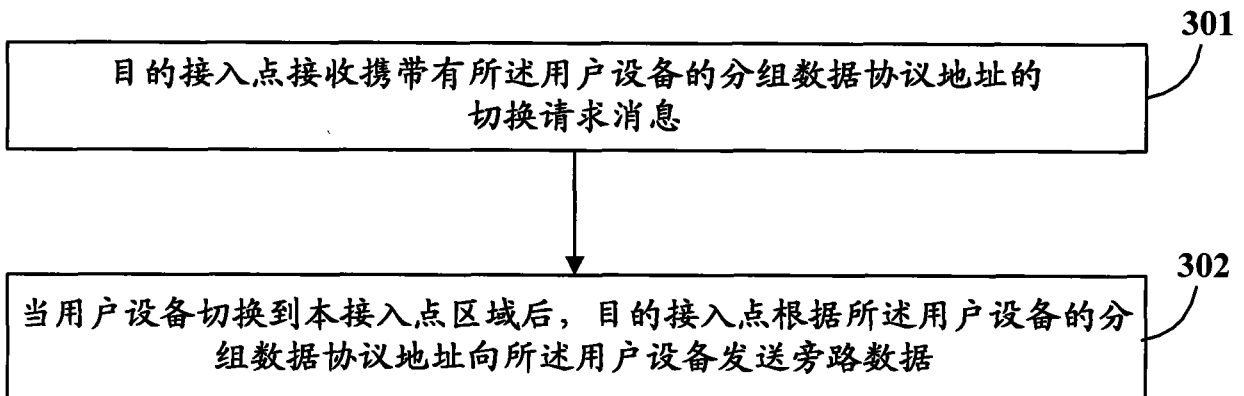 301
目的接入点接收携带有所述用户设备的分组数据协议地址的
切换请求消息
302
当用户设备切换到本接入点区域后，目的接入点根据所述用户设备的分
组数据协议地址向所述用户设备发送旁路数据